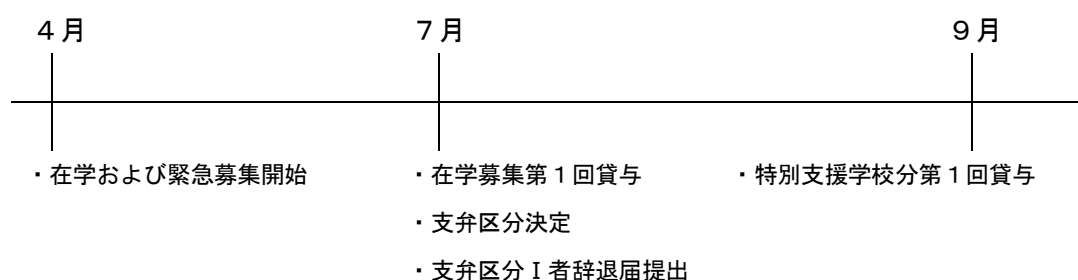 ４月
７月
９月
・在学および緊急募集開始
・在学募集第１回貸与
・特別支援学校分第１回貸与
・支弁区分決定
・支弁区分Ⅰ者辞退届提出